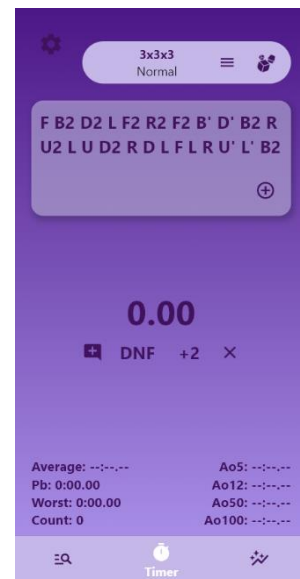 3x3x3
Normal
F B2 D2 L F2 R2 F2 B' D' B2 R
U2 L U D2 R D L F L R U' L' B2
0.00
DNF +2
Average: --:--.--
Pb: 0:00.00
Worst: 0:00.00
Count: 0
Ao5: --:--.--
Ao12: --:--.--
Ao50: --:--.--
Ao100: --:--.--
Timer